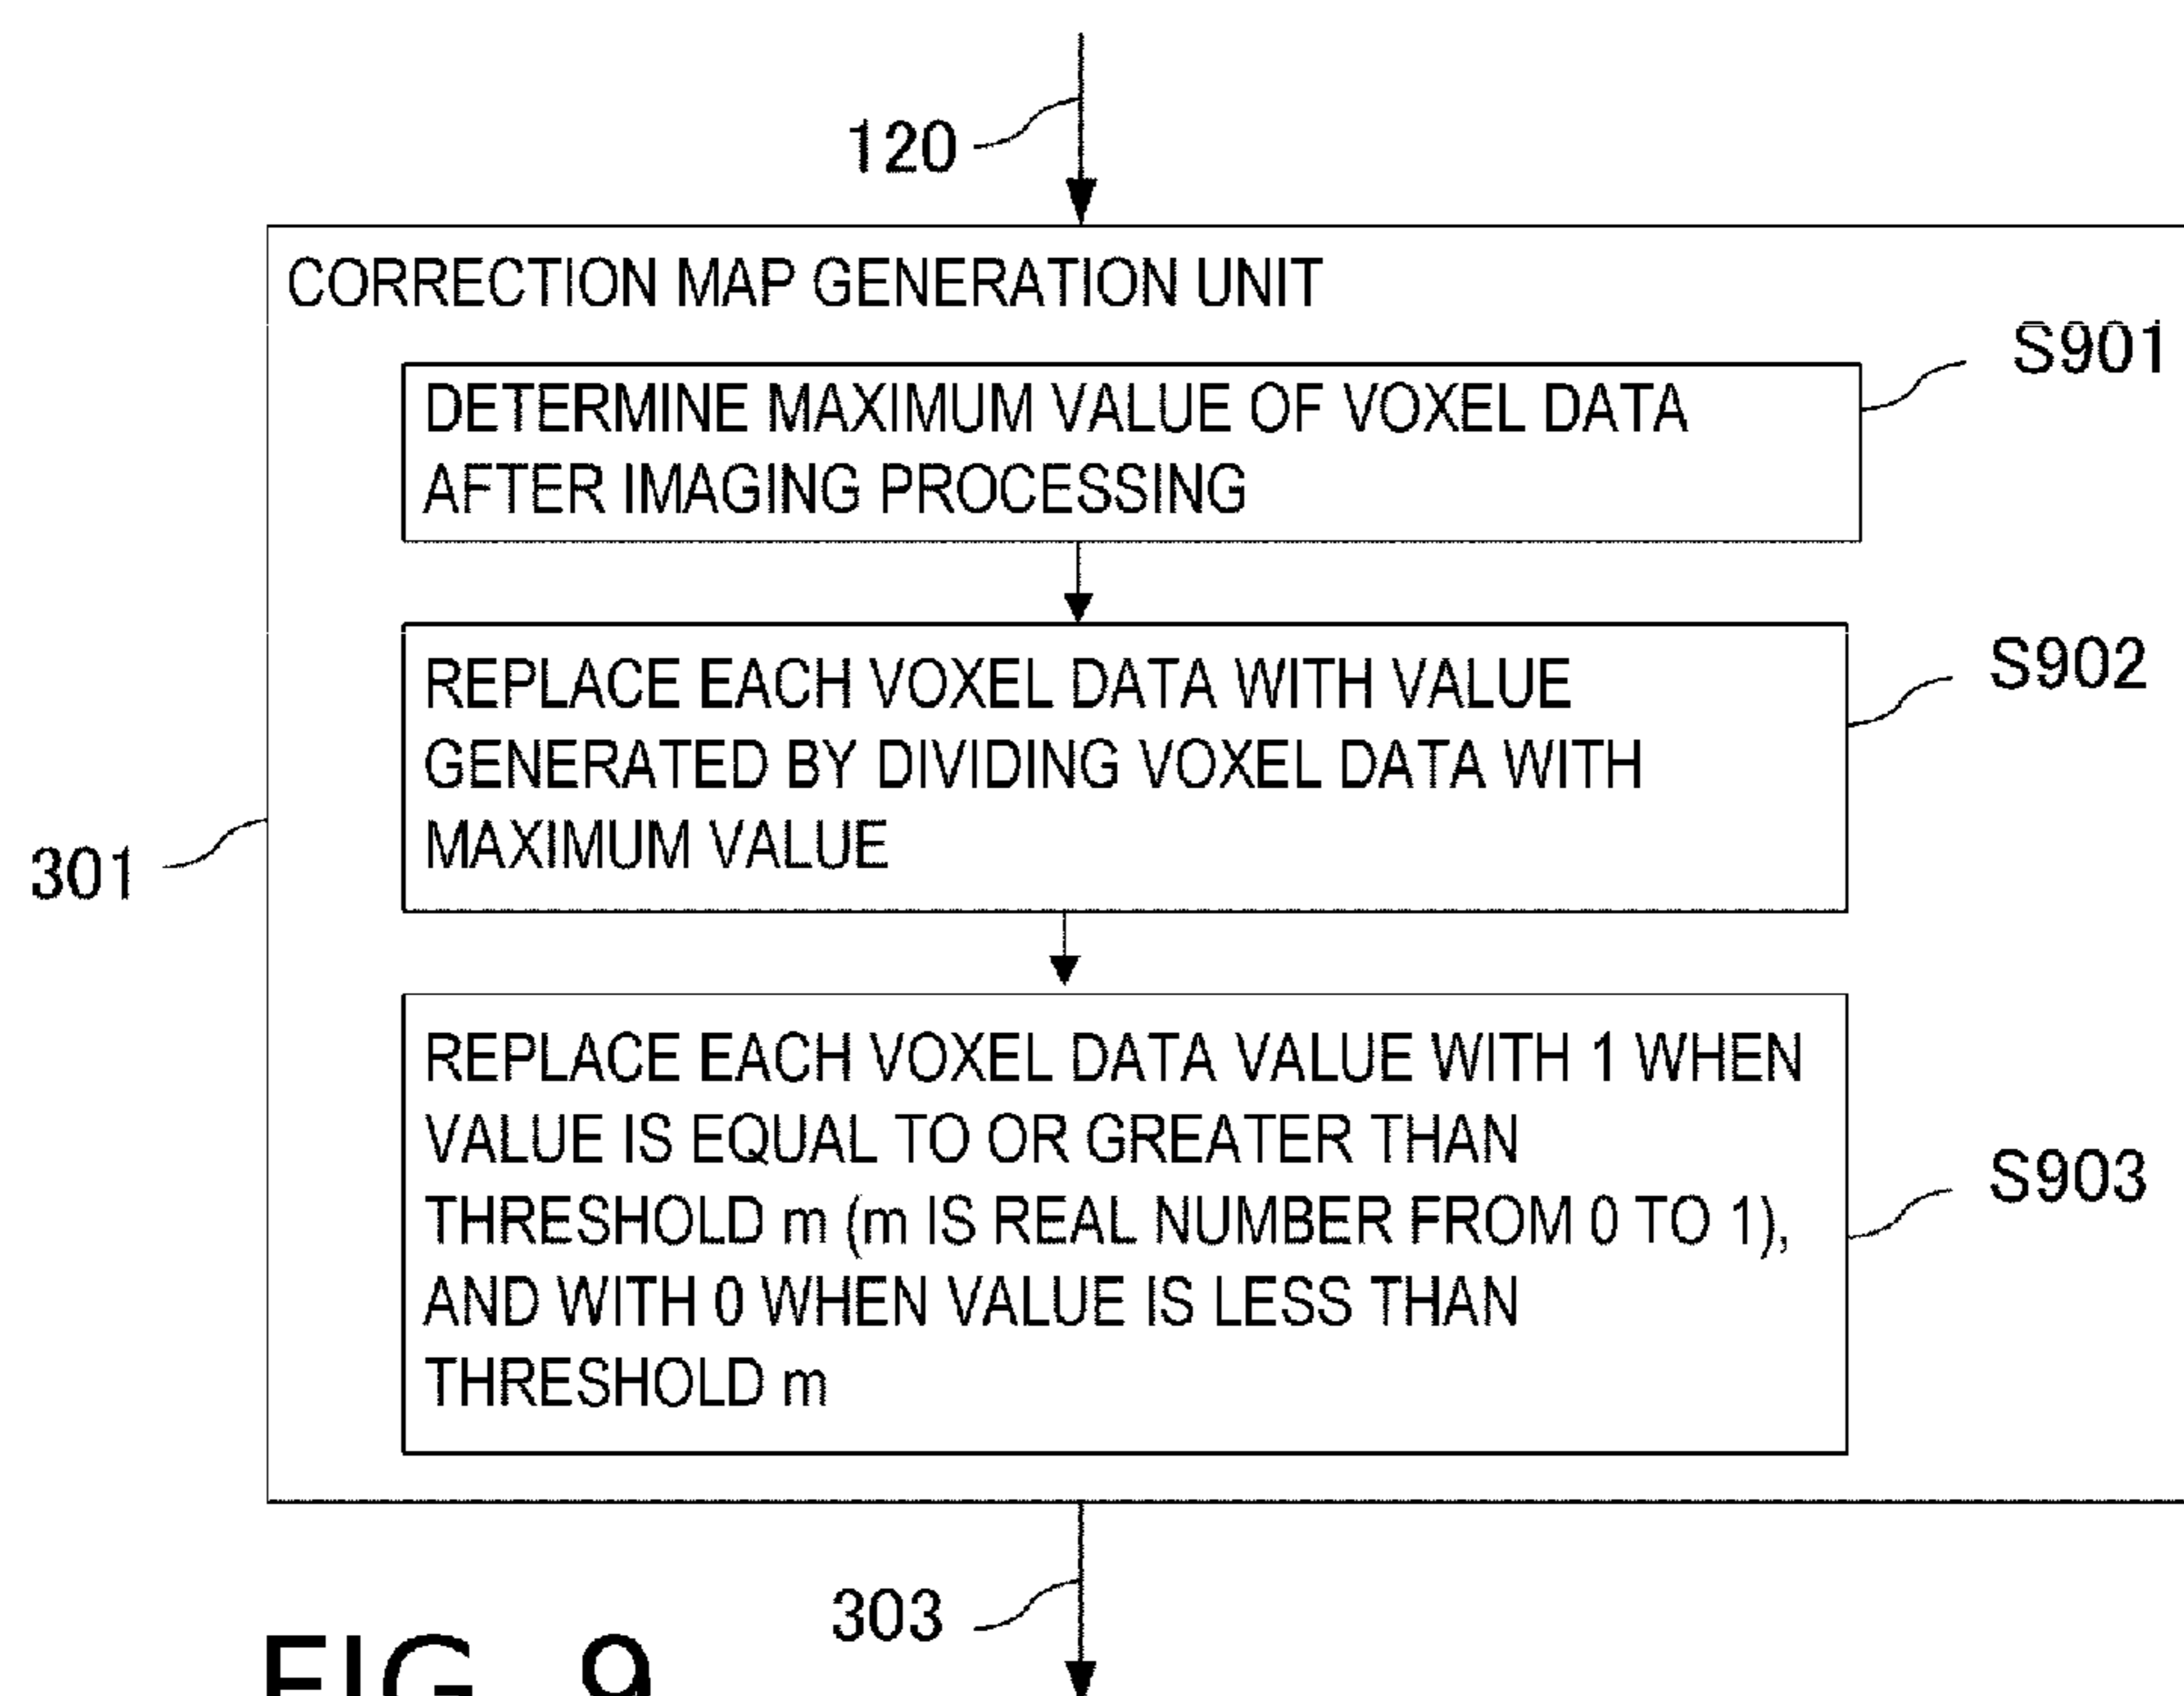 120
CORRECTION MAP GENERATION UNIT
S901
DETERMINE MAXIMUM VALUE OF VOXEL DATA
AFTER IMAGING PROCESSING
S902
REPLACE EACH VOXEL DATA WITH VALUE
GENERATED BY DIVIDING VOXEL DATA WITH
MAXIMUM VALUE
301
REPLACE EACH VOXEL DATA VALUE WITH 1 WHEN
VALUE IS EQUAL TO OR GREATER THAN
THRESHOLD m (m IS REAL NUMBER FROM 0 TO 1),
AND WITH 0 WHEN VALUE IS LESS THAN
THRESHOLD m
S903
303
FIG. 9